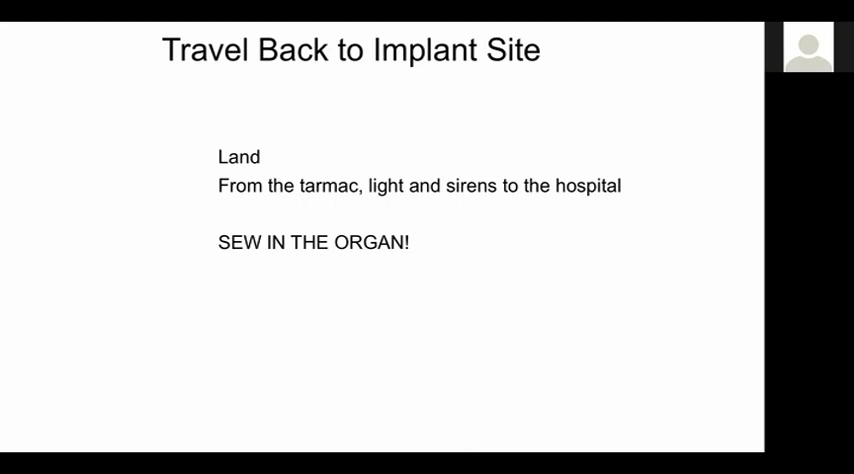 Travel Back to Implant Site
Land
From the tarmac, light and sirens to the hospital
SEW IN THE ORGAN!